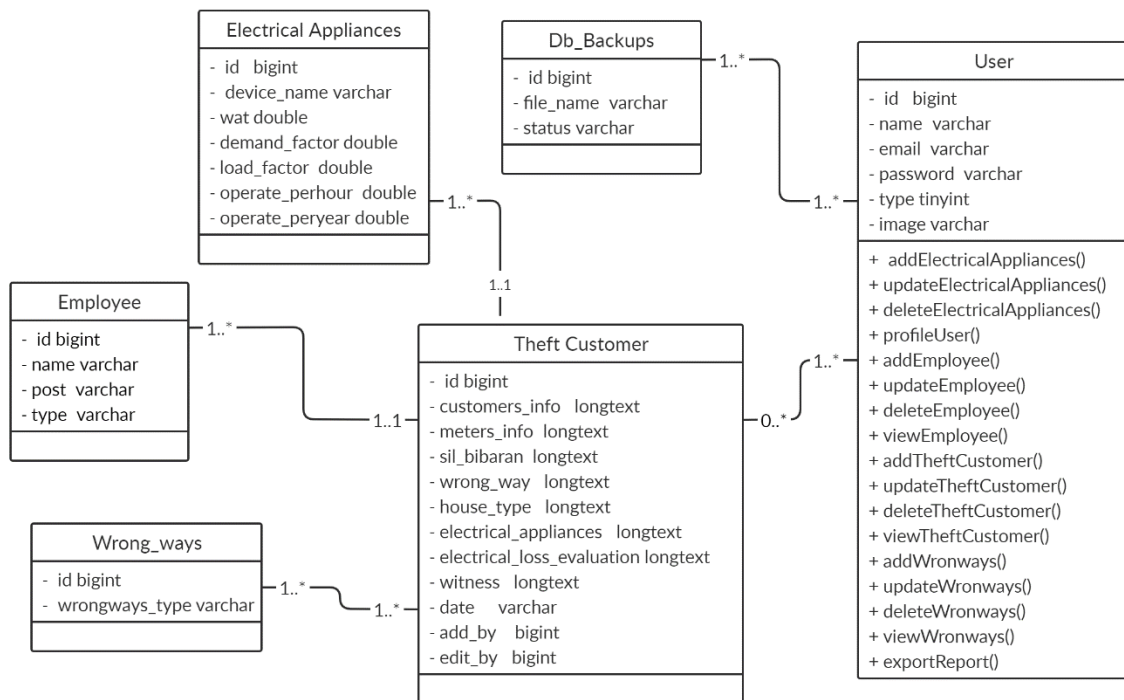 Electrical Appliances
- id bigint
- device_name varchar
- wat double
- demand_factor double
- load_factor double
- operate_perhour double
- operate_peryear double
1..*
1..1
Db_Backups
- id bigint
- file_name varchar
- status varchar
1..*
1..*
User
- id bigint
- name varchar
- email varchar
- password varchar
- type tinyint
- image varchar
+ addElectricalAppliances()
+ updateElectricalAppliances()
+ deleteElectricalAppliances()
+ profileUser()
+ addEmployee()
+ updateEmployee()
+ deleteEmployee()
+ viewEmployee()
+ addTheftCustomer()
+ updateTheftCustomer()
+ deleteTheftCustomer()
+ viewTheftCustomer()
+ addWronways()
+ updateWronways()
+ deleteWronways()
+ viewWronways()
+ exportReport()
Employee
- id bigint
- name varchar
- post varchar
- type varchar
1..*
1..1
Theft Customer
- id bigint
- customers_info longtext
- meters_info longtext
- sil_bibaran longtext
- wrong_way longtext
- house_type longtext
- electrical_appliances longtext
- electrical_loss_evaluation longtext
- witness longtext
- date varchar
- add_by bigint
- edit_by bigint
0..*
1..*
Wrong_ways
- id bigint
- wrongways_type varchar
1..*
1..*